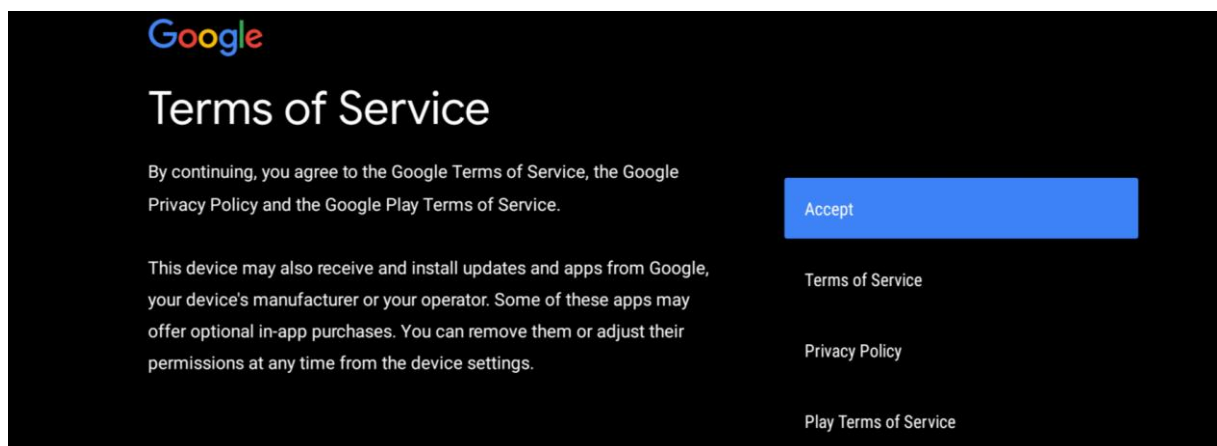 Google
Terms of Service
By continuing, you agree to the Google Terms of Service, the Google
Privacy Policy and the Google Play Terms of Service.
This device may also receive and install updates and apps from Google,
your device's manufacturer or your operator. Some of these apps may
offer optional in-app purchases. You can remove them or adjust their
permissions at any time from the device settings.
Accept
Terms of Service
Privacy Policy
Play Terms of Service